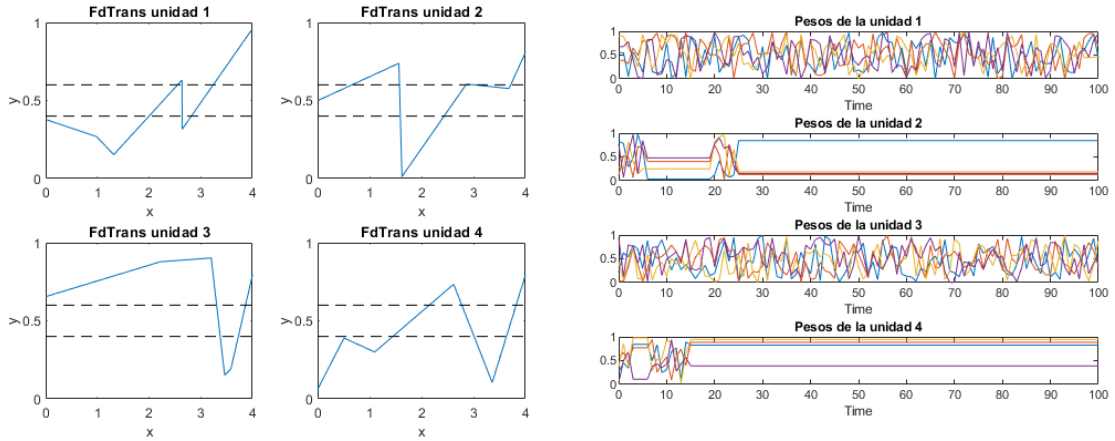 FdTrans unidad 1
1
0.5
0
y
0 1 2 3 4
x
FdTrans unidad 2
1
0.5
0
y
0 1 2 3 4
x
FdTrans unidad 3
1
0.5
0
y
0 1 2 3 4
x
FdTrans unidad 4
1
0.5
0
y
0 1 2 3 4
x
Pesos de la unidad 1
1
0.5
0
0 10 20 30 40 50 60 70 80 90 100
Time
Pesos de la unidad 2
1
0.5
0
0 10 20 30 40 50 60 70 80 90 100
Time
Pesos de la unidad 3
1
0.5
0
0 10 20 30 40 50 60 70 80 90 100
Time
Pesos de la unidad 4
1
0.5
0
0 10 20 30 40 50 60 70 80 90 100
Time